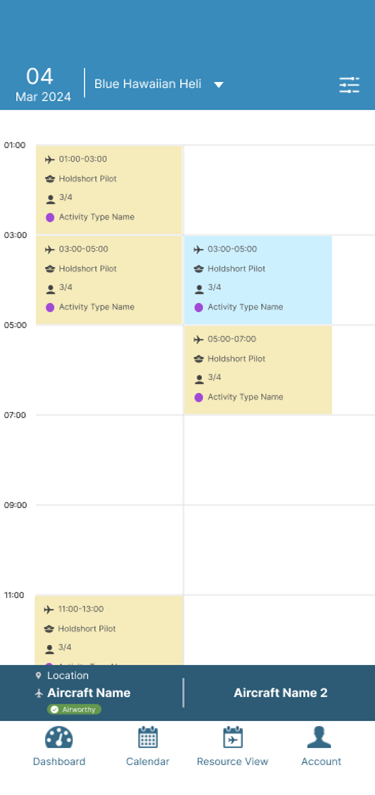 04
Mar 2024
Blue Hawaiian Heli
01:00
01:00-03:00
Holdshort Pilot
3/4
Activity Type Name
03:00
03:00-05:00
Holdshort Pilot
3/4
Activity Type Name
03:00-05:00
Holdshort Pilot
3/4
Activity Type Name
05:00
05:00-07:00
Holdshort Pilot
3/4
Activity Type Name
07:00
09:00
11:00
11:00-13:00
Holdshort Pilot
3/4
Location
Aircraft Name
Airworthy
Aircraft Name 2
Dashboard
Calendar
Resource View
Account